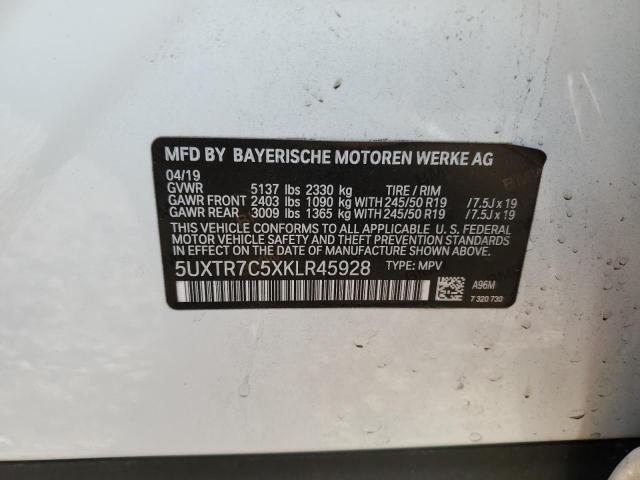 MFD BY BAYERISCHE MOTOREN WERKE AG
04/19
GVWR 5137 lbs 2330 kg TIRE / RIM
GAWR FRONT 2403 lbs 1090 kg WITH 245/50 R19 / 7.5J x 19
GAWR REAR 3009 lbs 1365 kg WITH 245/50 R19 / 7.5J x 19
THIS VEHICLE CONFORMS TO ALL APPLICABLE U. S. FEDERAL
MOTOR VEHICLE SAFETY, BUMPER, AND THEFT PREVENTION STANDARDS
IN EFFECT ON THE DATE OF MANUFACTURE SHOWN ABOVE.
5UXTR7C5XKLR45928 TYPE: MPV
A96M
7 320 730